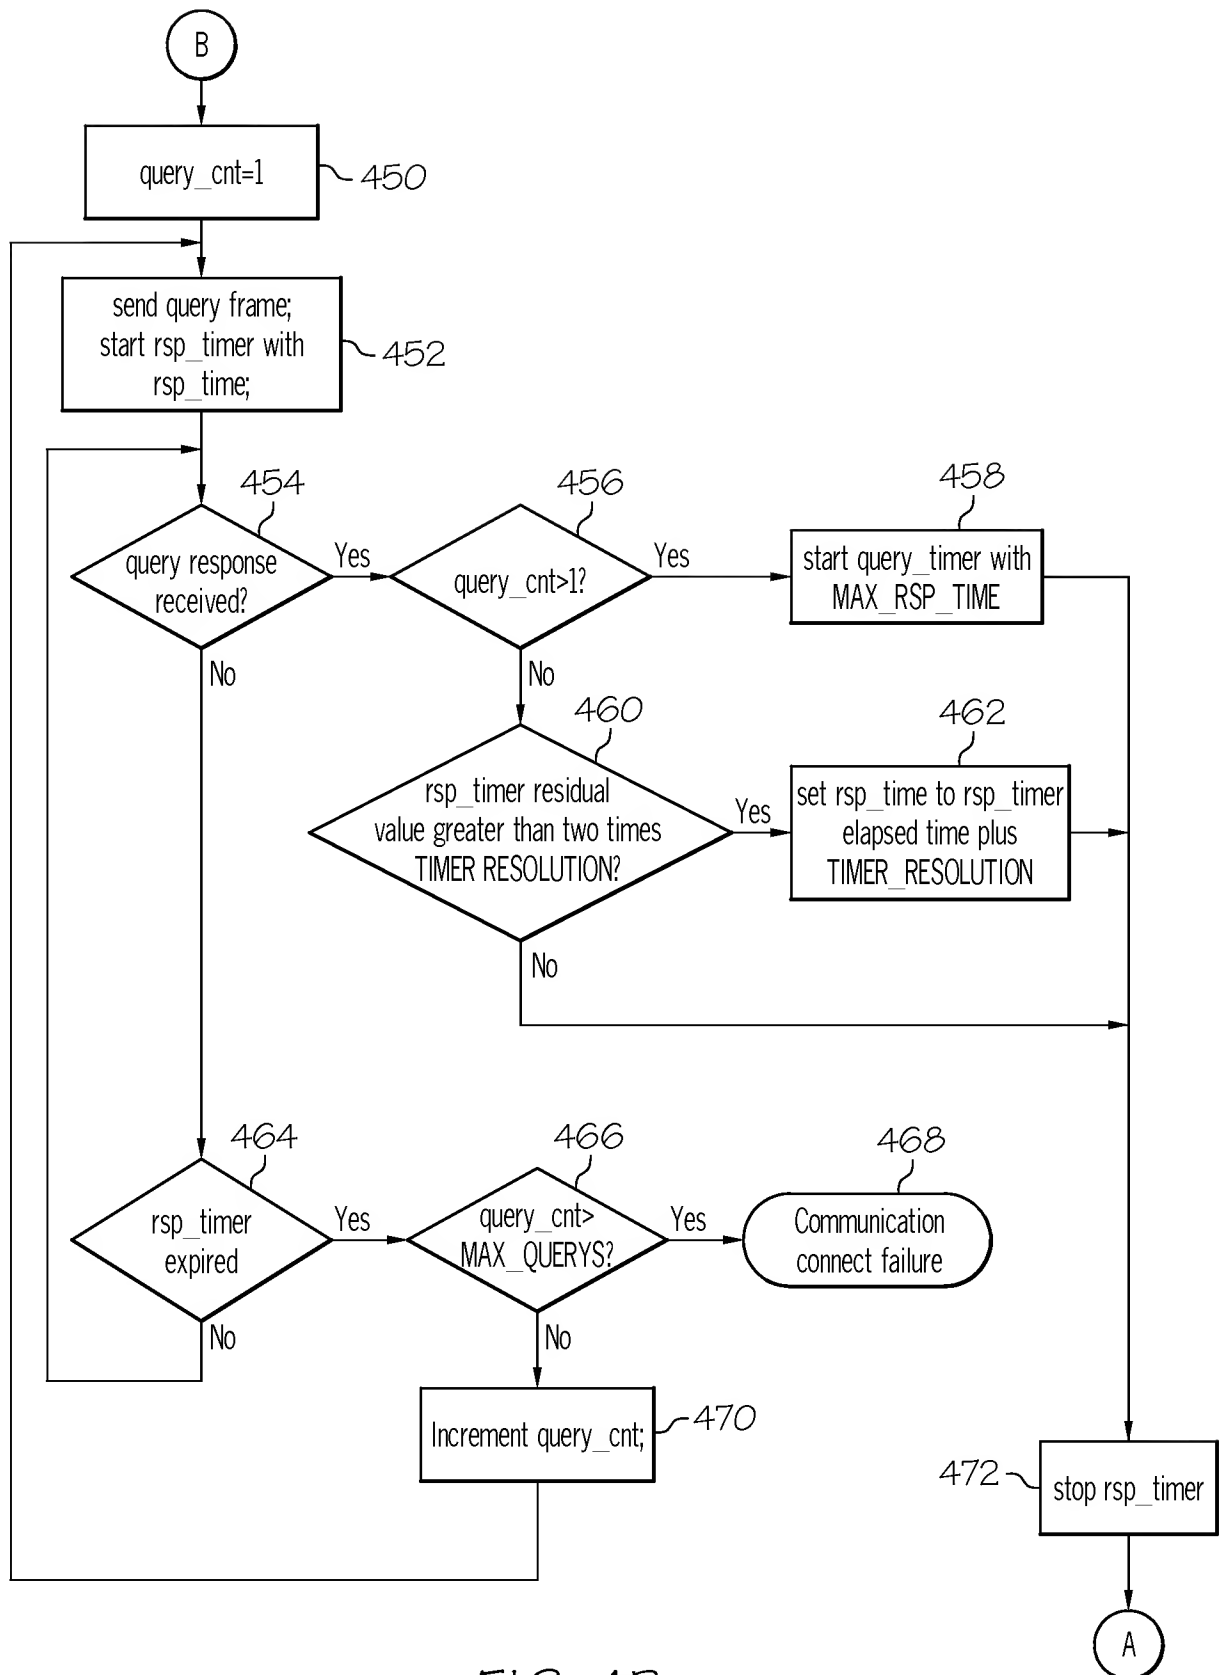 B
query_cnt=1
450
send query frame;
start rsp_timer with
rsp_time;
452
454
query response
received?
Yes
No
456
query_cnt>1?
Yes
No
458
start query_timer with
MAX_RSP_TIME
460
rsp_timer residual
value greater than two times
TIMER RESOLUTION?
Yes
No
462
set rsp_time to rsp_timer
elapsed time plus
TIMER_RESOLUTION
464
rsp_timer
expired
Yes
No
466
query_cnt>
MAX_QUERYS?
Yes
No
468
Communication
connect failure
Increment query_cnt;
470
472
stop rsp_timer
A